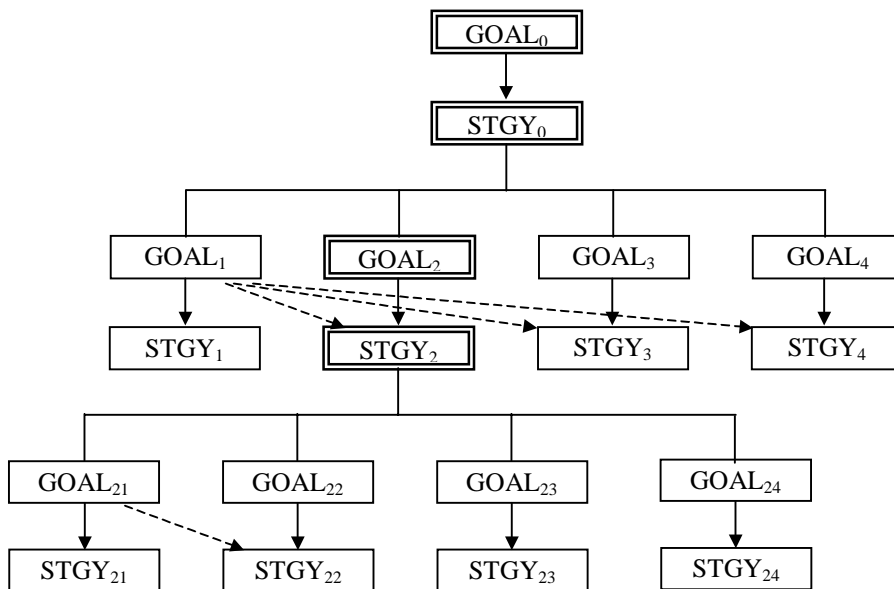 GOAL₀
STGY₀
GOAL₁ GOAL₂ GOAL₃ GOAL₄
STGY₁ STGY₂ STGY₃ STGY₄
GOAL₂₁ GOAL₂₂ GOAL₂₃ GOAL₂₄
STGY₂₁ STGY₂₂ STGY₂₃ STGY₂₄